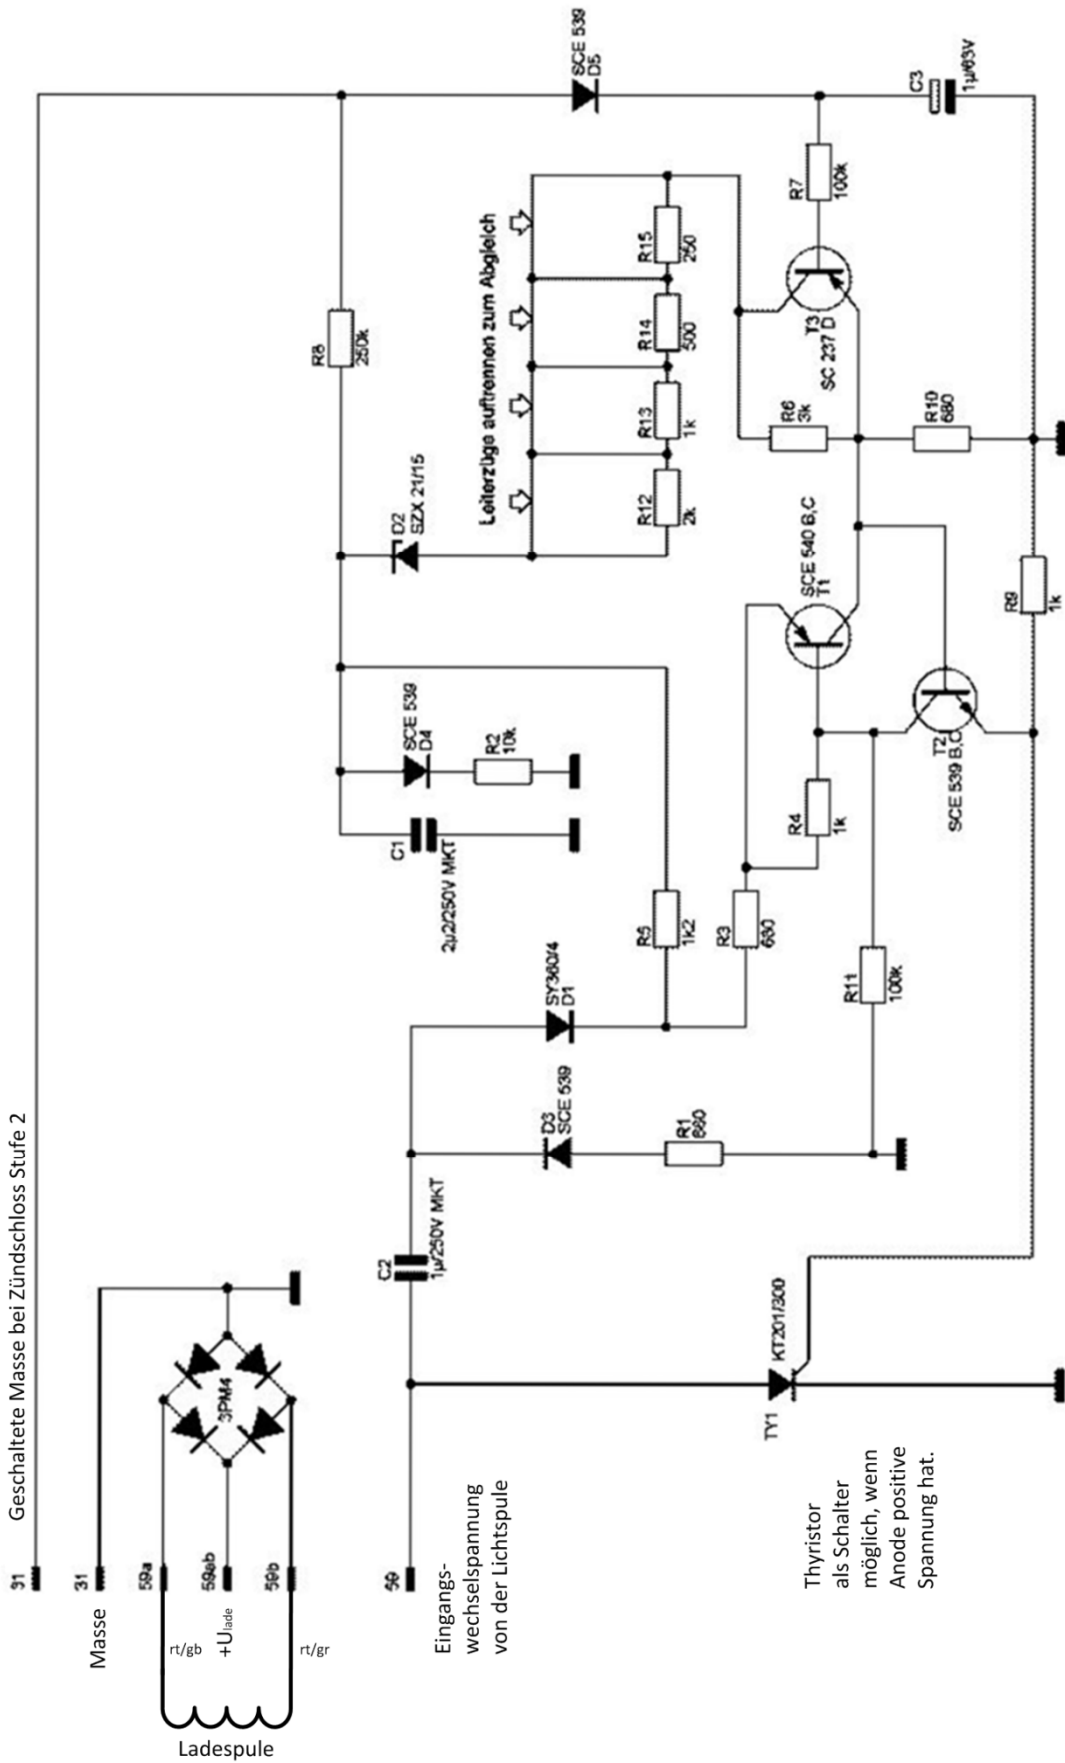 Geschaltete Masse bei Zündschloss Stufe 2
31
31
Masse
59a
rt/gb
59ab
+Ulade
59b
rt/gr
Ladespule
3PM4
59
Eingangs-
wechselspannung
von der Lichtspule
C2
1µ/250V MKT
TY1
KT201/300
Thyristor
als Schalter
möglich, wenn
Anode positive
Spannung hat.
D3
SCE 539
R1
680
SY360/4
D1
C1
2µ2/250V MKT
SCE 539
D4
R2
10k
R5
1k2
R3
680
R4
1k
R11
100k
D2
SZX 21/15
R8
250k
Leiterzüge auftrennen zum Abgleich
R12
2k
R13
1k
R14
500
R15
250
SCE 540 B,C
T1
T2
SCE 539 B,C
R6
3k
R10
680
R9
1k
T3
SC 237 D
R7
100k
SCE 539
D5
C3
1µ/63V